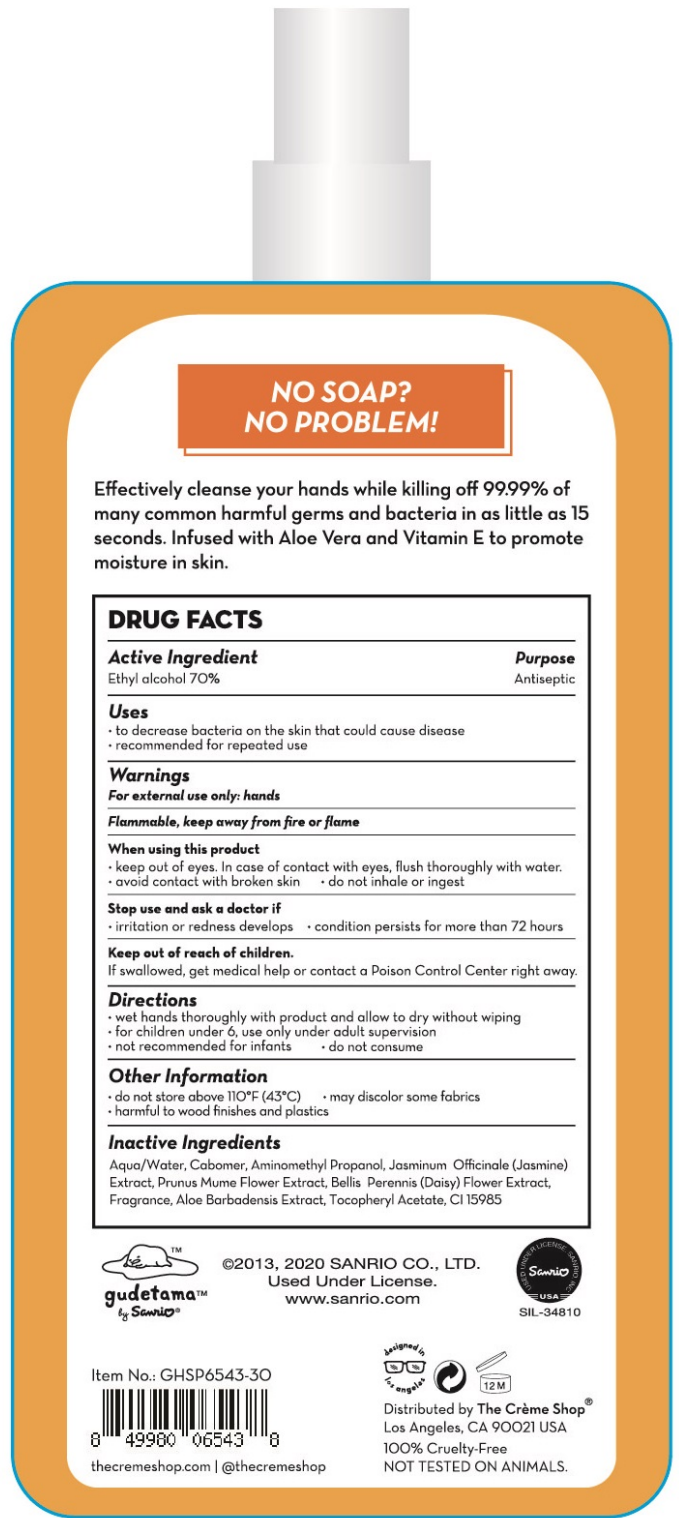 NO SOAP?
NO PROBLEM!
Effectively cleanse your hands while killing off 99.99% of
many common harmful germs and bacteria in as little as 15
seconds. Infused with Aloe Vera and Vitamin E to promote
moisture in skin.
DRUG FACTS
Active Ingredient Purpose
Ethyl alcohol 70% Antiseptic
Uses
• to decrease bacteria on the skin that could cause disease
• recommended for repeated use
Warnings
For external use only: hands
Flammable, keep away from fire or flame
When using this product
• keep out of eyes. In case of contact with eyes, flush thoroughly with water.
• avoid contact with broken skin • do not inhale or ingest
Stop use and ask a doctor if
• irritation or redness develops • condition persists for more than 72 hours
Keep out of reach of children.
If swallowed, get medical help or contact a Poison Control Center right away.
Directions
• wet hands thoroughly with product and allow to dry without wiping
• for children under 6, use only under adult supervision
• not recommended for infants • do not consume
Other Information
• do not store above 110°F (43°C) • may discolor some fabrics
• harmful to wood finishes and plastics
Inactive Ingredients
Aqua/Water, Cabomer, Aminomethyl Propanol, Jasminum Officinale (Jasmine)
Extract, Prunus Mume Flower Extract, Bellis Perennis (Daisy) Flower Extract,
Fragrance, Aloe Barbadensis Extract, Tocopheryl Acetate, CI 15985
TM
gudetama™
by Sanrio®
©2013, 2020 SANRIO CO., LTD.
Used Under License.
www.sanrio.com
USED UNDER LICENSE, SANRIO INC.
Sanrio
USA
SIL-34810
Item No.: GHSP6543-30
8 49980 06543 8
thecremeshop.com | @thecremeshop
designed in
los angeles
12 M
Distributed by The Crème Shop®
Los Angeles, CA 90021 USA
100% Cruelty-Free
NOT TESTED ON ANIMALS.